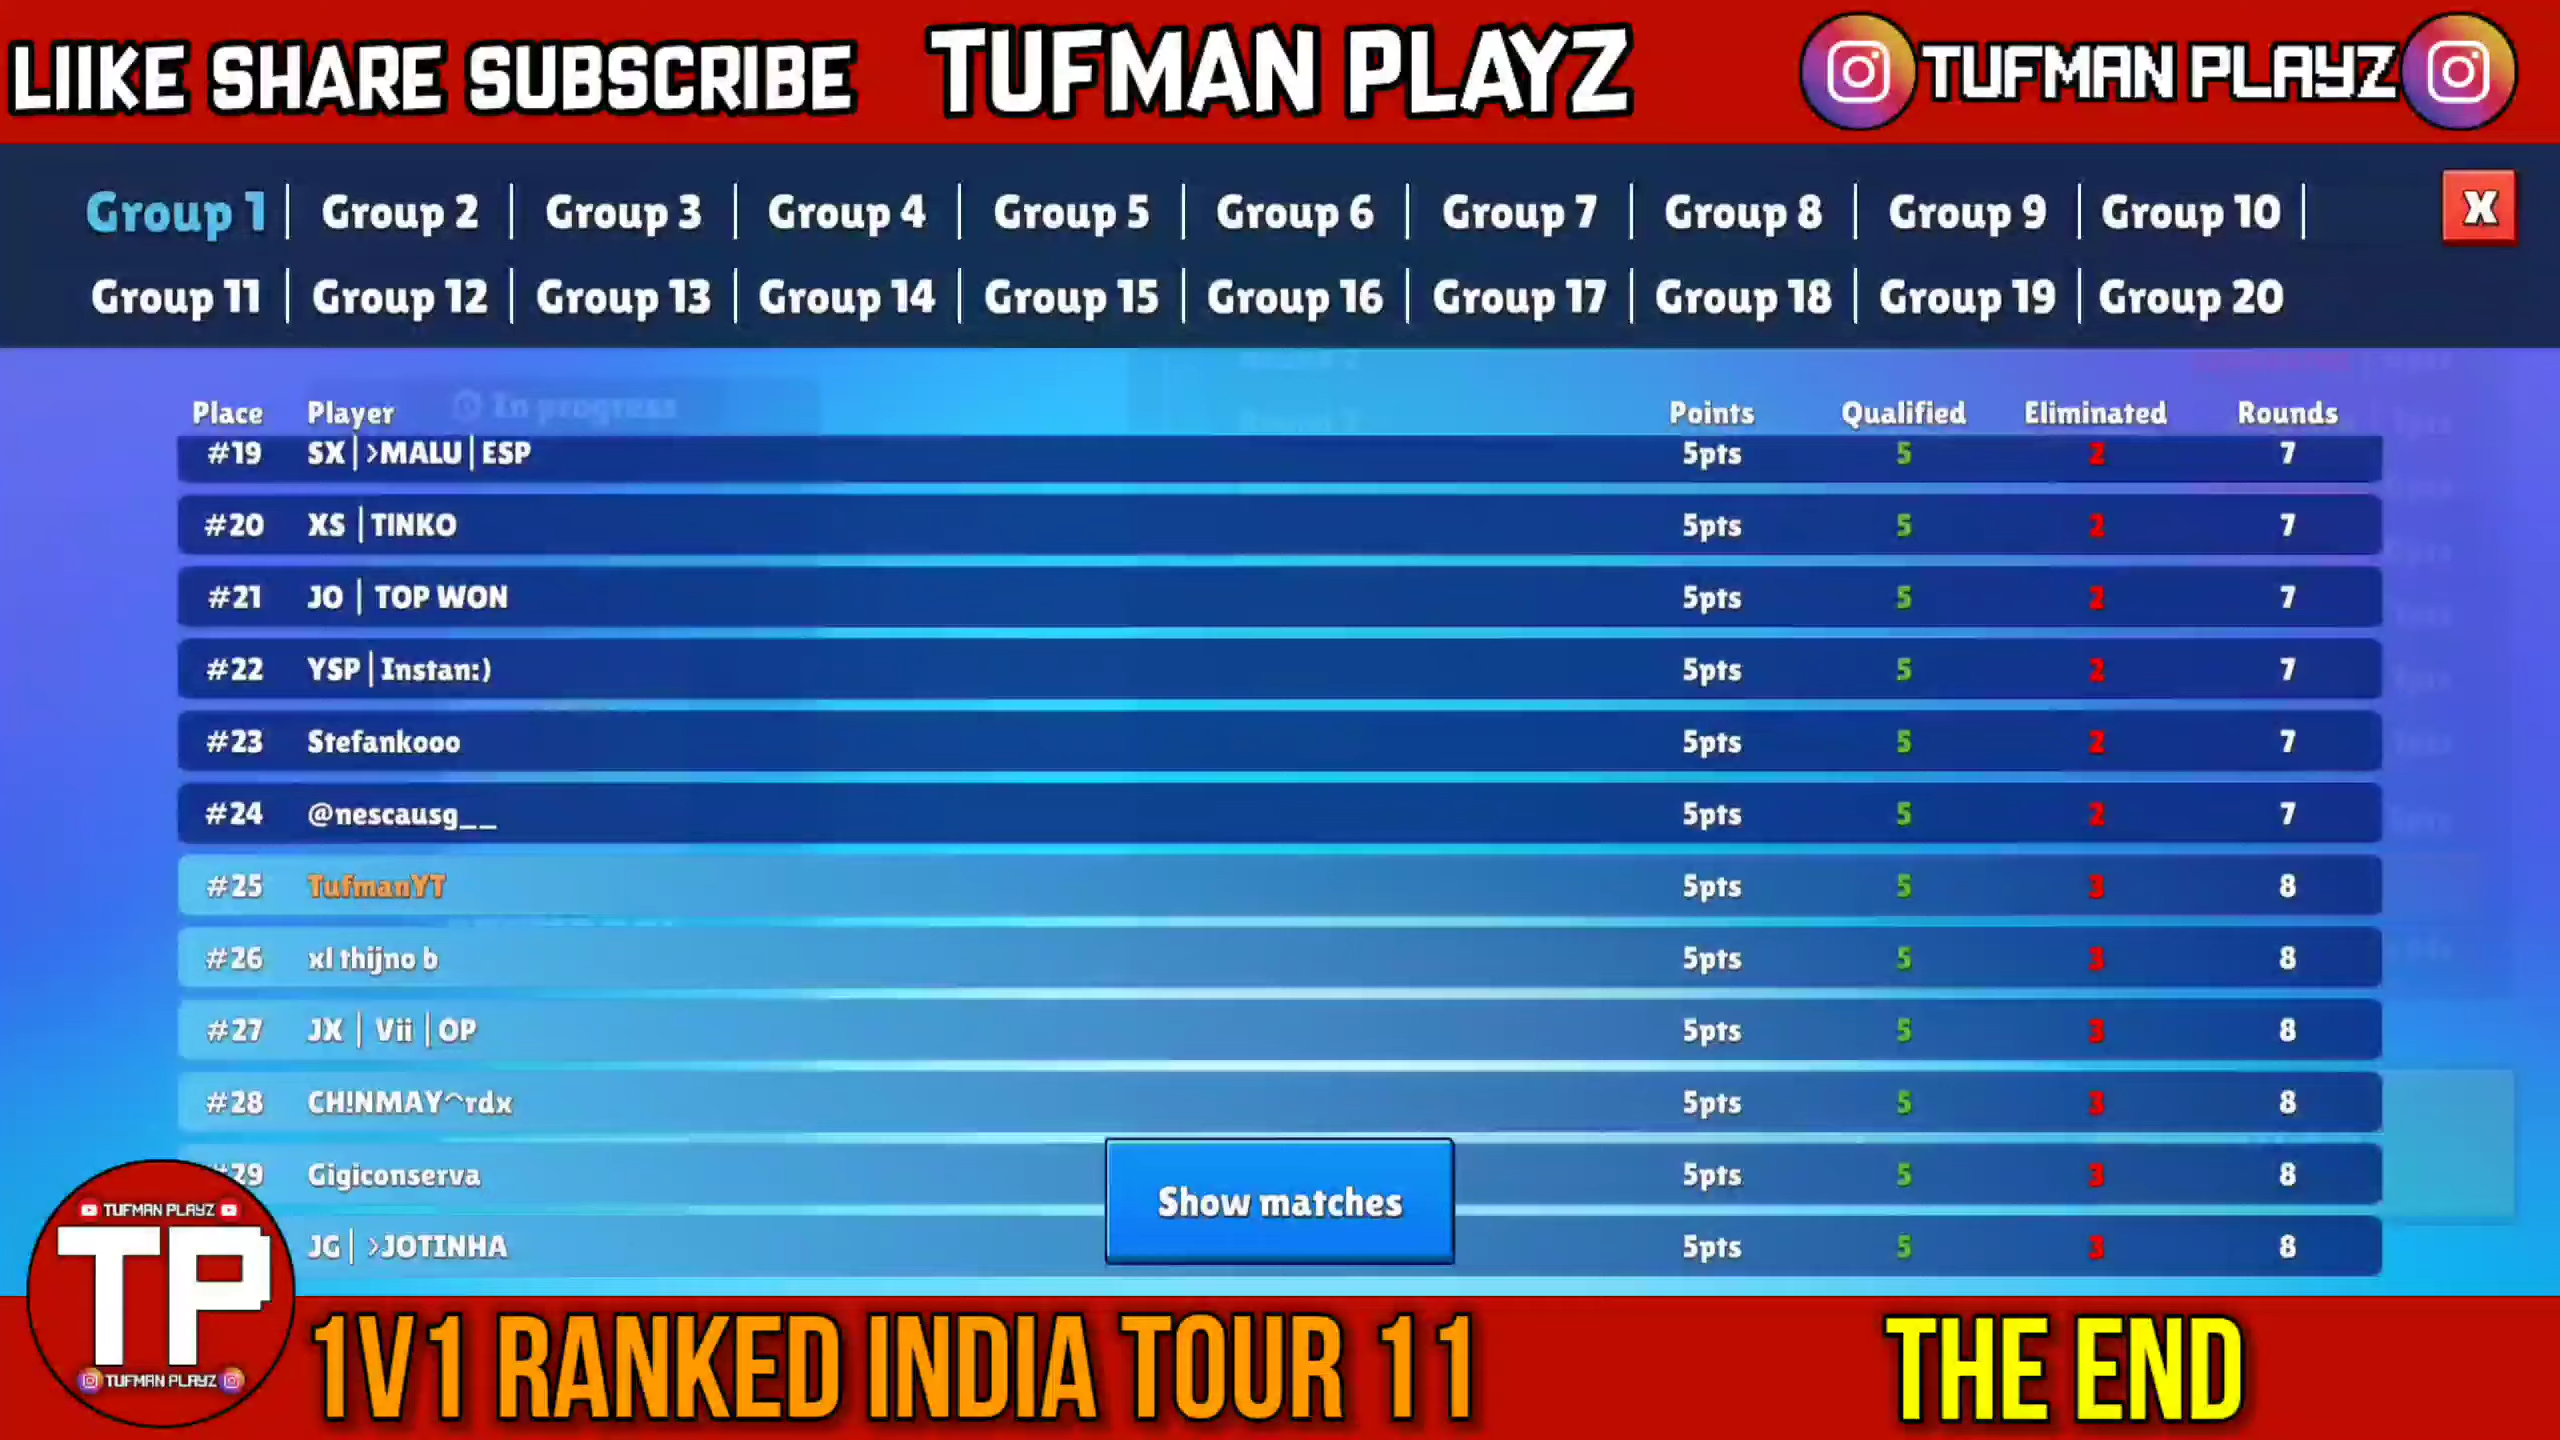 LIIKE SHARE SUBSCRIBE TUFMAN PLAYZ TUFMAN PLAYZ
Group 1 | Group 2 | Group 3 | Group 4 | Group 5 | Group 6 | Group 7 | Group 8 | Group 9 | Group 10 | X
Group 11 | Group 12 | Group 13 | Group 14 | Group 15 | Group 16 | Group 17 | Group 18 | Group 19 | Group 20
In progress
Place Player Points Qualified Eliminated Rounds
#19 SX|>MALU|ESP 5pts 5 2 7
#20 XS |TINKO 5pts 5 2 7
#21 JO | TOP WON 5pts 5 2 7
#22 YSP|Instan:) 5pts 5 2 7
#23 Stefankooo 5pts 5 2 7
#24 @nescausg__ 5pts 5 2 7
#25 TufmanYT 5pts 5 3 8
#26 xl thijno b 5pts 5 3 8
#27 JX | Vii |OP 5pts 5 3 8
#28 CH!NMAY^rdx 5pts 5 3 8
#29 Gigiconserva 5pts 5 3 8
JG| >JOTINHA 5pts 5 3 8
Show matches
TUFMAN PLAYZ
TP
TUFMAN PLAYZ
1V1 RANKED INDIA TOUR 11 THE END